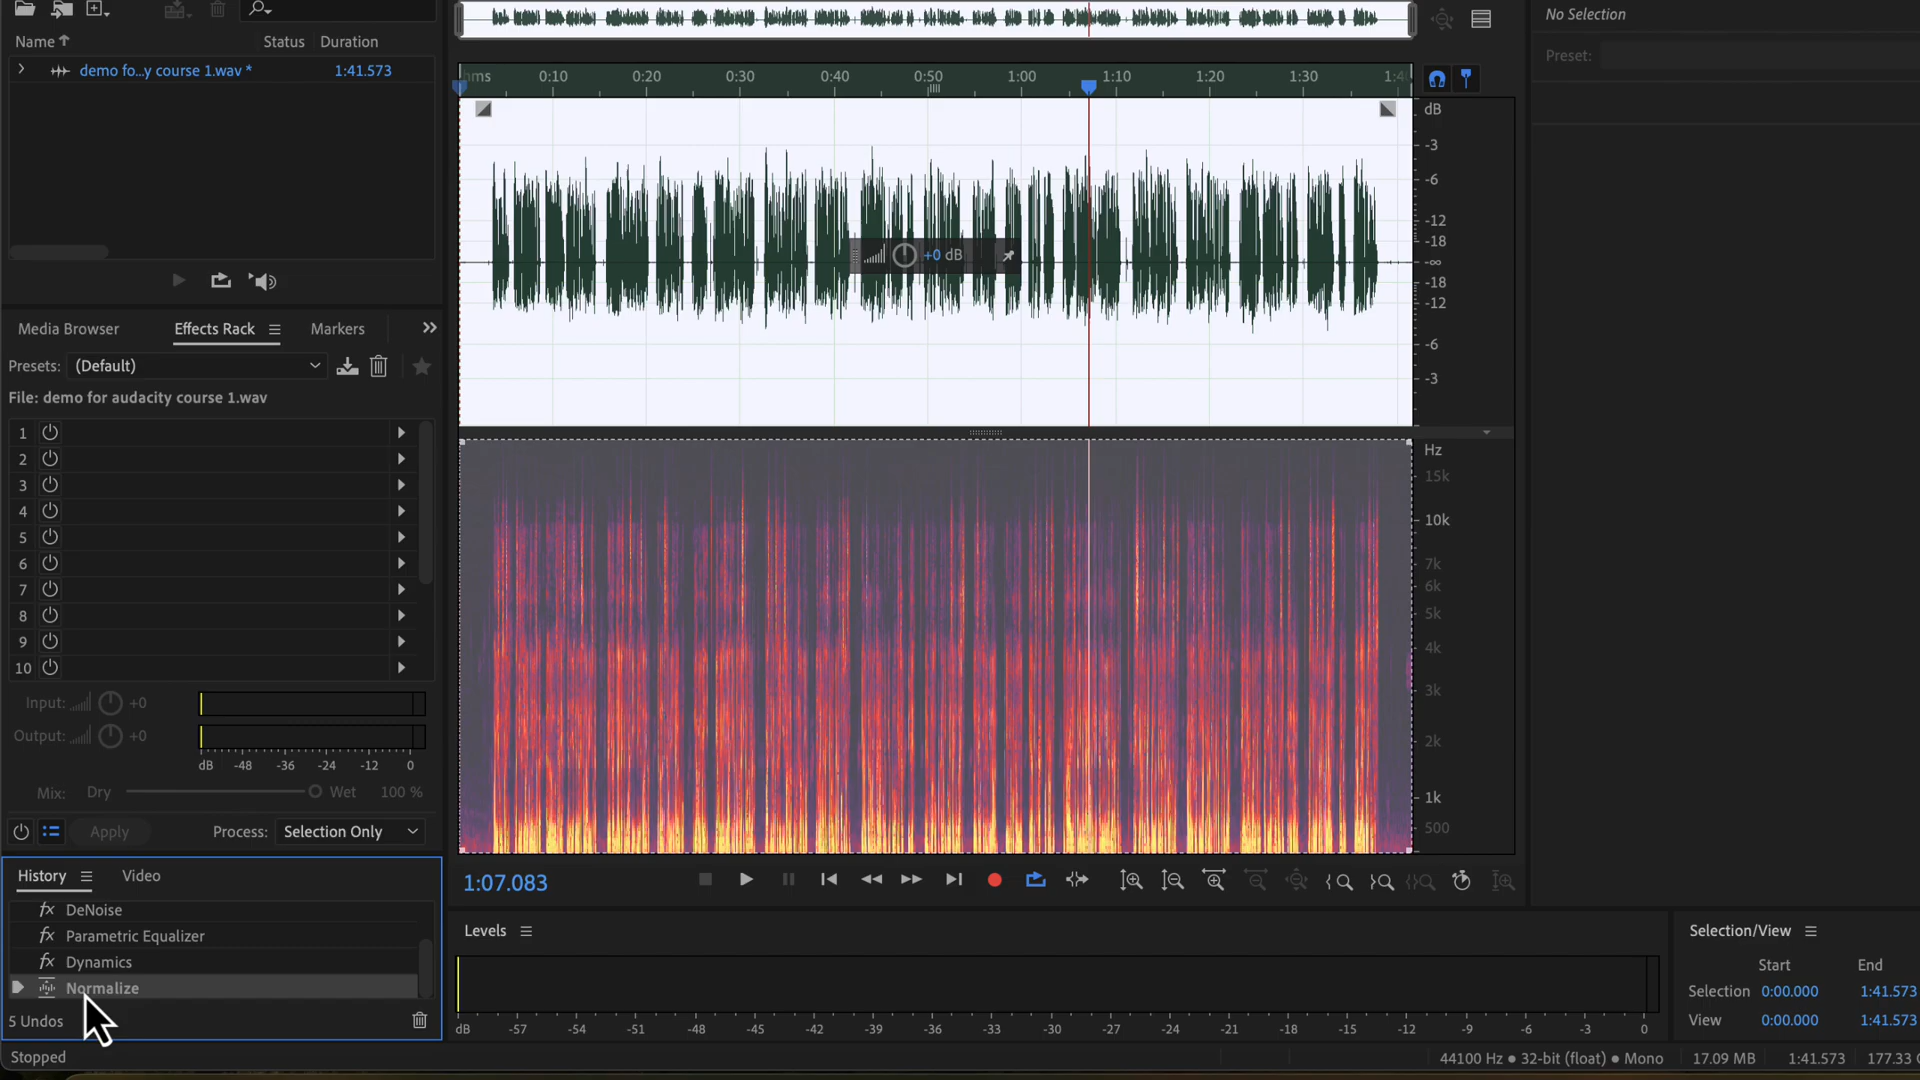 Name Status Duration
demo fo...y course 1.wav * 1:41.573
Media Browser Effects Rack Markers
Presets: (Default)
File: demo for audacity course 1.wav
1
2
3
4
5
6
7
8
9
10
Input: +0
Output: +0
dB -48 -36 -24 -12 0
Mix: Dry Wet 100 %
Apply Process: Selection Only
History Video
DeNoise
Parametric Equalizer
Dynamics
Normalize
5 Undos
Stopped
hms 0:10 0:20 0:30 0:40 0:50 1:00 1:10 1:20 1:30
dB
-3
-6
-12
-18
-∞
-18
-12
-6
-3
+0 dB
Hz
15k
10k
7k
6k
5k
4k
3k
2k
1k
500
1:07.083
Levels
dB -57 -54 -51 -48 -45 -42 -39 -36 -33 -30 -27 -24 -21 -18 -15 -12 -9 -6 -3 0
No Selection
Preset:
Selection/View
Start End
Selection 0:00.000 1:41.573
View 0:00.000 1:41.573
44100 Hz ● 32-bit (float) ● Mono 17.09 MB 1:41.573 177.33